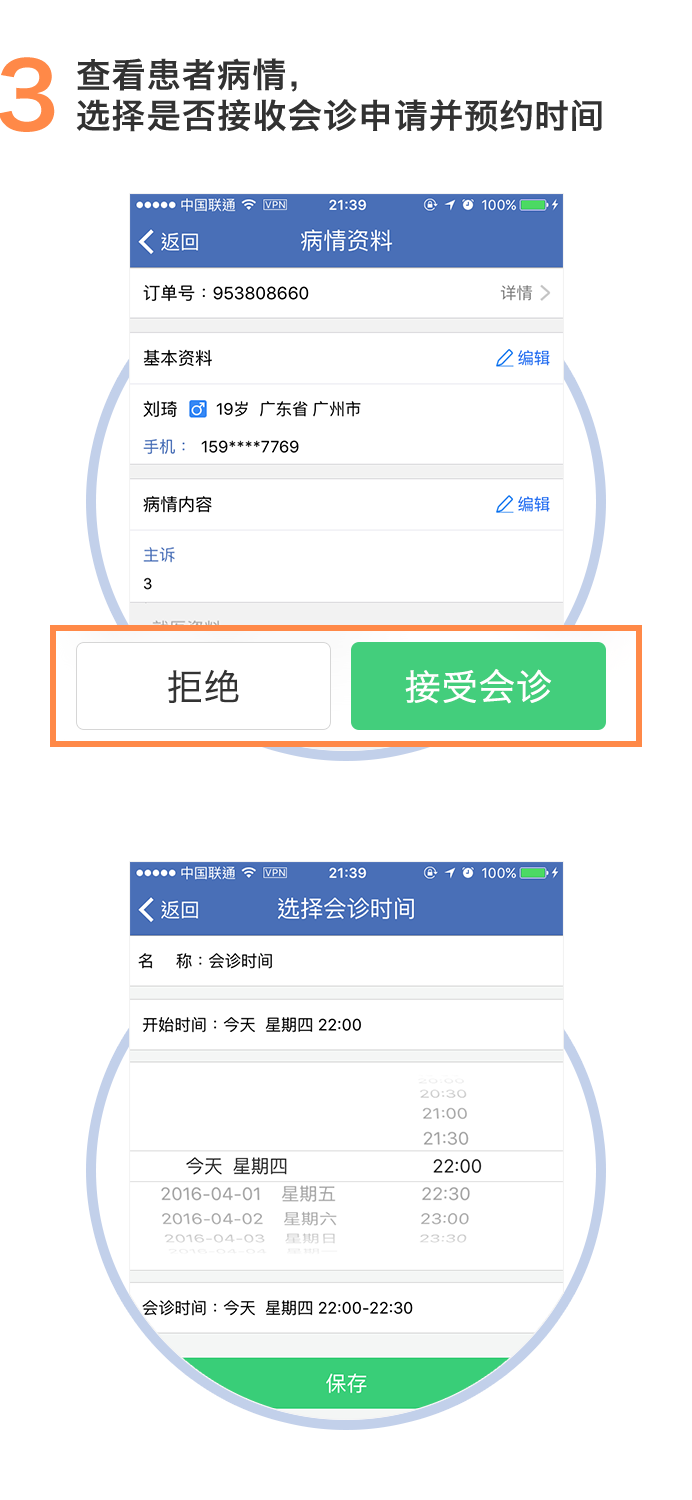 3
查看患者病情，
选择是否接收会诊申请并预约时间
中国联通 VPN 21:39 100%
返回 病情资料
订单号：953808660 详情
基本资料 编辑
刘琦 19岁 广东省 广州市
手机： 159****7769
病情内容 编辑
主诉
3
拒绝 接受会诊
中国联通 VPN 21:39 100%
返回 选择会诊时间
名 称：会诊时间
开始时间：今天 星期四 22:00
20:00
20:30
21:00
21:30
今天 星期四 22:00
2016-04-01 星期五 22:30
2016-04-02 星期六 23:00
2016-04-03 星期日 23:30
2016-04-04 星期一
会诊时间：今天 星期四 22:00-22:30
保存